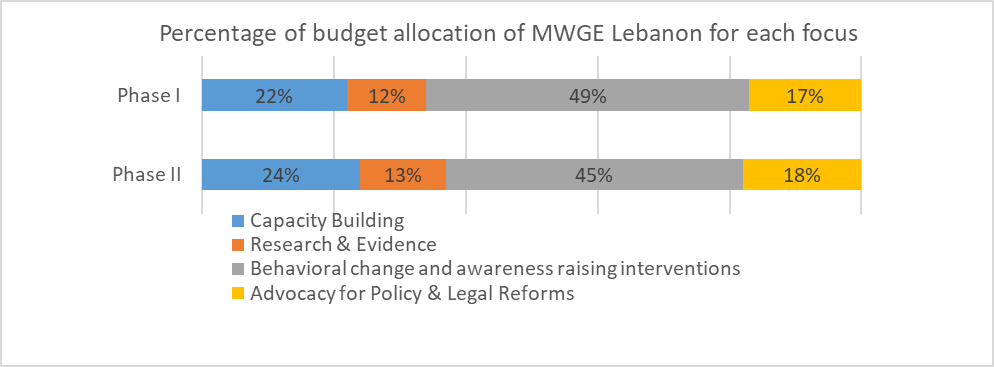 Percentage of budget allocation of MWGE Lebanon for each focus
Phase I 22% 12% 49% 17%
Phase II 24% 13% 45% 18%
Capacity Building
Research & Evidence
Behavioral change and awareness raising interventions
Advocacy for Policy & Legal Reforms